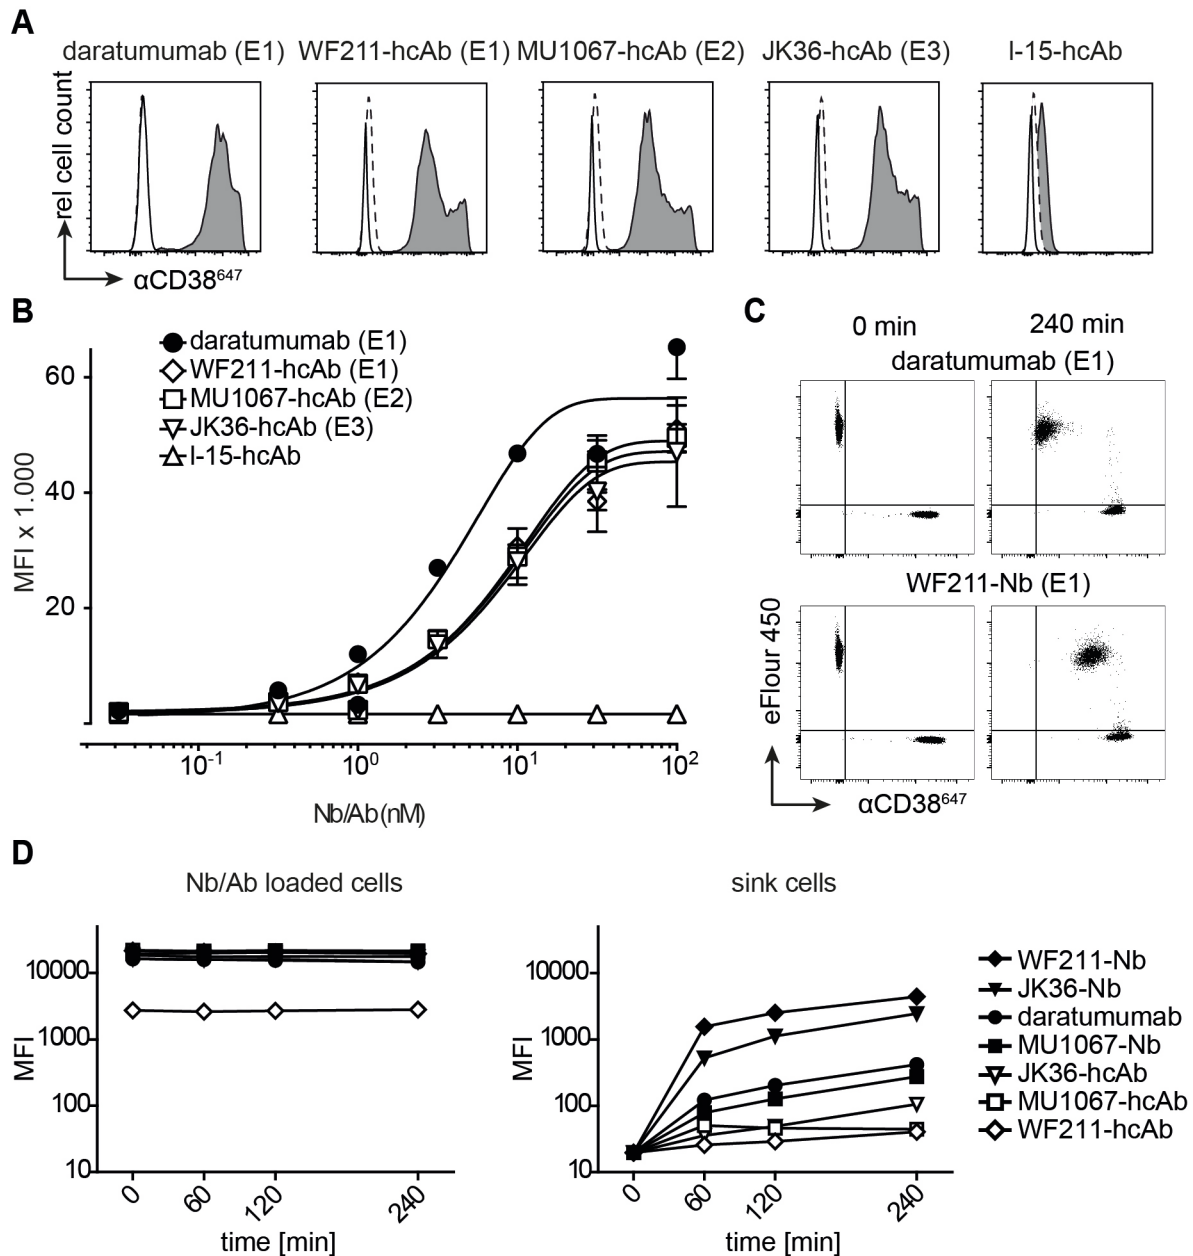 A
daratumumab (E1) WF211-hcAb (E1) MU1067-hcAb (E2) JK36-hcAb (E3) I-15-hcAb
rel cell count
αCD38⁶⁴⁷
B
daratumumab (E1)
WF211-hcAb (E1)
MU1067-hcAb (E2)
JK36-hcAb (E3)
I-15-hcAb
MFI x 1.000
60
40
20
10⁻¹ 10⁰ 10¹ 10²
Nb/Ab(nM)
C
0 min 240 min
daratumumab (E1)
WF211-Nb (E1)
eFlour 450
αCD38⁶⁴⁷
D
Nb/Ab loaded cells
MFI
10000
1000
100
10
0 60 120 240
time [min]
sink cells
MFI
10000
1000
100
10
0 60 120 240
time [min]
WF211-Nb
JK36-Nb
daratumumab
MU1067-Nb
JK36-hcAb
MU1067-hcAb
WF211-hcAb